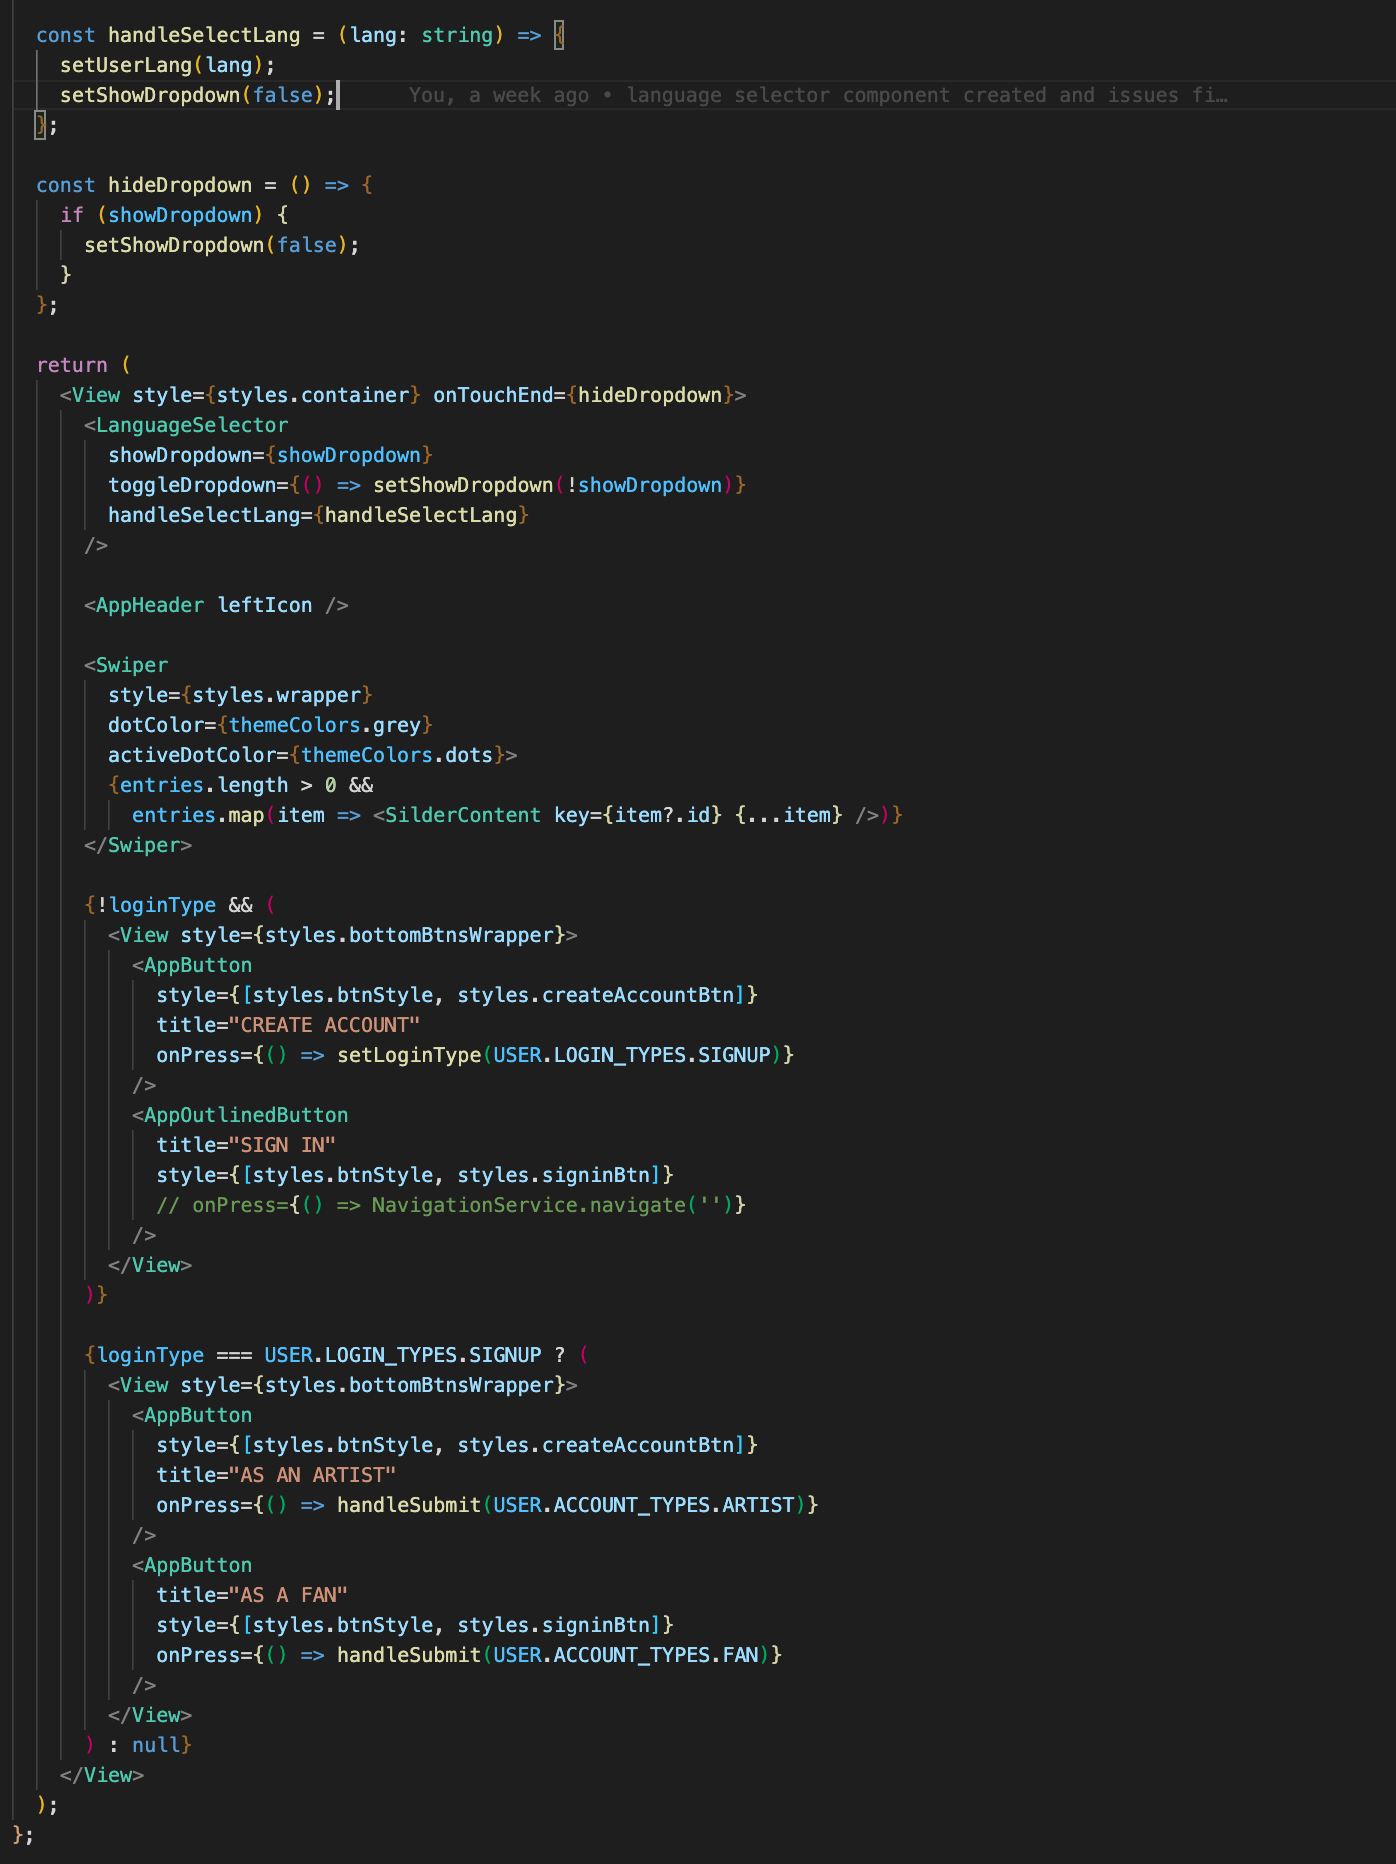 const handleSelectLang = (lang: string) => {
setUserLang(lang);
setShowDropdown(false); You, a week ago • language selector component created and issues fi…
};
const hideDropdown = () => {
if (showDropdown) {
setShowDropdown(false);
}
};
return (
<View style={styles.container} onTouchEnd={hideDropdown}>
<LanguageSelector
showDropdown={showDropdown}
toggleDropdown={() => setShowDropdown(!showDropdown)}
handleSelectLang={handleSelectLang}
/>
<AppHeader leftIcon />
<Swiper
style={styles.wrapper}
dotColor={themeColors.grey}
activeDotColor={themeColors.dots}>
{entries.length > 0 &&
entries.map(item => <SilderContent key={item?.id} {...item} />)}
</Swiper>
{!loginType && (
<View style={styles.bottomBtnsWrapper}>
<AppButton
style={[styles.btnStyle, styles.createAccountBtn]}
title="CREATE ACCOUNT"
onPress={() => setLoginType(USER.LOGIN_TYPES.SIGNUP)}
/>
<AppOutlinedButton
title="SIGN IN"
style={[styles.btnStyle, styles.signinBtn]}
// onPress={() => NavigationService.navigate('')}
/>
</View>
)}
{loginType === USER.LOGIN_TYPES.SIGNUP ? (
<View style={styles.bottomBtnsWrapper}>
<AppButton
style={[styles.btnStyle, styles.createAccountBtn]}
title="AS AN ARTIST"
onPress={() => handleSubmit(USER.ACCOUNT_TYPES.ARTIST)}
/>
<AppButton
title="AS A FAN"
style={[styles.btnStyle, styles.signinBtn]}
onPress={() => handleSubmit(USER.ACCOUNT_TYPES.FAN)}
/>
</View>
) : null}
</View>
);
};